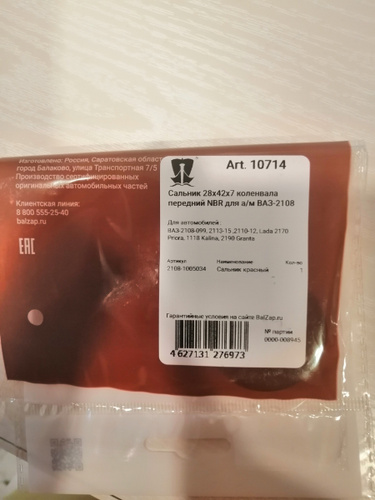 Изготовлено: Россия, Саратовская область
город Балаково, улица Транспортная 7/5
Производство сертифицированных
оригинальных автомобильных частей
Клиентская линия:
8 800 555-25-40
balzap.ru
EAC
Art. 10714
Сальник 28х42х7 коленвала
передний NBR для а/м ВАЗ-2108
Для автомобилей:
ВАЗ-2108-099, 2113-15, 2110-12, Lada 2170
Priora, 1118 Kalina, 2190 Granta
Артикул Наименование Кол-во
2108-1005034 Сальник красный 1
Гарантийные условия на сайте BalZap.ru
№ партии
0000-008945
4 627131 276973